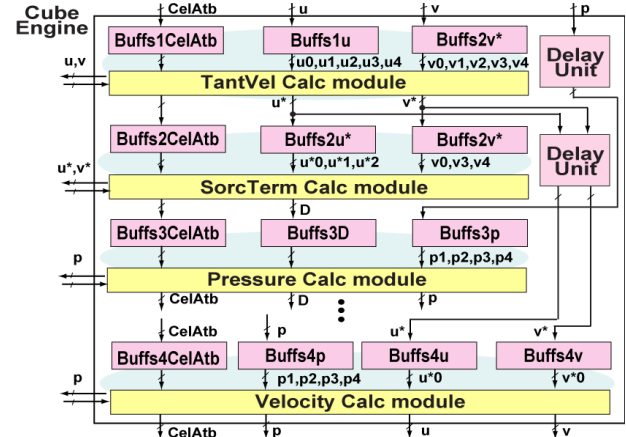 Cube
Engine
CelAtb u v p
Buffs1CelAtb Buffs1u Buffs2v* Delay
Unit
u,v u0,u1,u2,u3,u4 v0,v1,v2,v3,v4
TantVel Calc module
u* v*
Buffs2CelAtb Buffs2u* Buffs2v* Delay
Unit
u*0,u*1,u*2 v0,v3,v4
u*,v*
SorcTerm Calc module
D
Buffs3CelAtb Buffs3D Buffs3p
p p1,p2,p3,p4
Pressure Calc module
CelAtb D p
CelAtb p u* v*
Buffs4CelAtb Buffs4p Buffs4u Buffs4v
p p1,p2,p3,p4 u*0 v*0
Velocity Calc module
CelAtb p u v